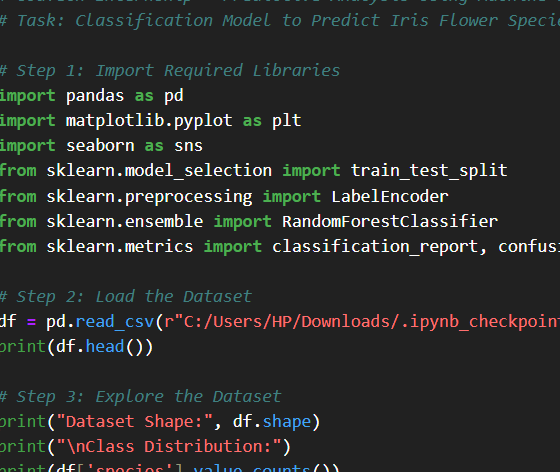 # Task: Classification Model to Predict Iris Flower
# Step 1: Import Required Libraries
import pandas as pd
import matplotlib.pyplot as plt
import seaborn as sns
from sklearn.model_selection import train_test_split
from sklearn.preprocessing import LabelEncoder
from sklearn.ensemble import RandomForestClassifier
from sklearn.metrics import classification_report,
# Step 2: Load the Dataset
df = pd.read_csv(r"C:/Users/HP/Downloads/.ipynb_checkpoint
print(df.head())
# Step 3: Explore the Dataset
print("Dataset Shape:", df.shape)
print("\nClass Distribution:")
print(df['species'].value_counts())